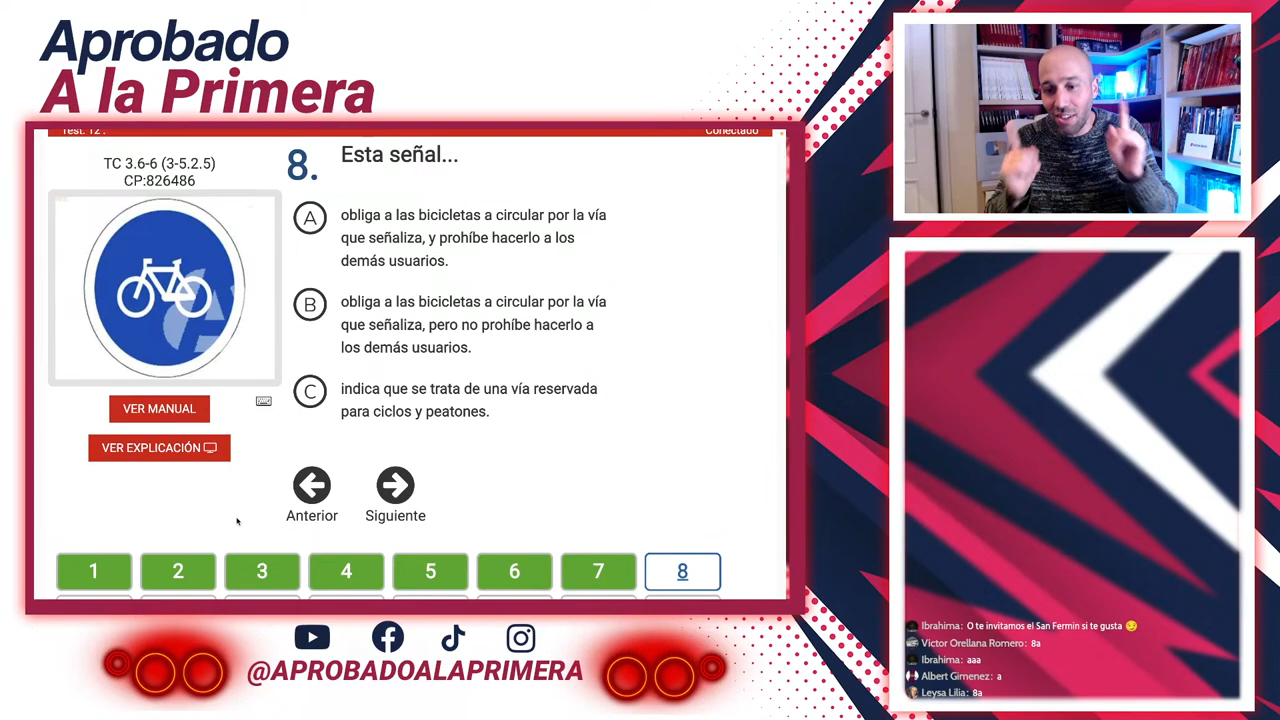 Aprobado
A la Primera
Test: 12 .
Conectado
TC 3.6-6 (3-5.2.5)
CP:826486
VER MANUAL
VER EXPLICACIÓN
8.
Esta señal...
A
obliga a las bicicletas a circular por la vía
que señaliza, y prohíbe hacerlo a los
demás usuarios.
B
obliga a las bicicletas a circular por la vía
que señaliza, pero no prohíbe hacerlo a
los demás usuarios.
C
indica que se trata de una vía reservada
para ciclos y peatones.
Anterior
Siguiente
1 2 3 4 5 6 7 8
@APROBADOALAPRIMERA
Ibrahima: O te invitamos el San Fermin si te gusta 😏
Victor Orellana Romero: 8a
Ibrahima: aaa
Albert Gimenez: a
Leysa Lilia: 8a